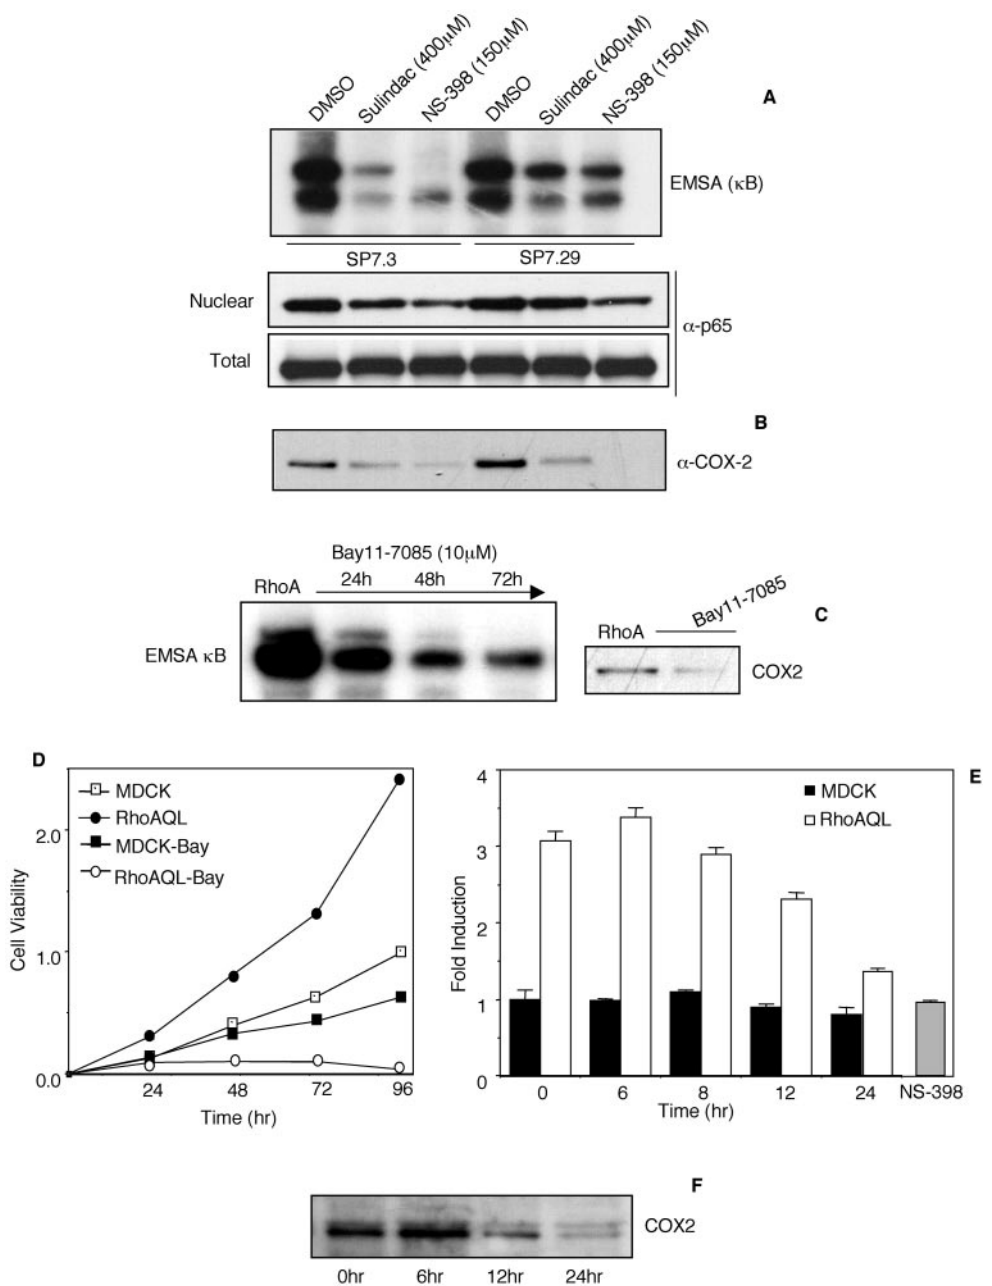 DMSO
Sulindac (400μM)
NS-398 (150μM)
DMSO
Sulindac (400μM)
NS-398 (150μM)
A
EMSA (κB)
SP7.3
SP7.29
Nuclear
α-p65
Total
B
α-COX-2
Bay11-7085 (10μM)
RhoA
24h
48h
72h
EMSA κB
C
RhoA
Bay11-7085
COX2
D
MDCK
RhoAQL
MDCK-Bay
RhoAQL-Bay
Cell Viability
2.0
1.0
0.0
24
48
72
96
Time (hr)
E
MDCK
RhoAQL
Fold Induction
4
3
2
1
0
0
6
8
12
24
NS-398
Time (hr)
F
COX2
0hr
6hr
12hr
24hr